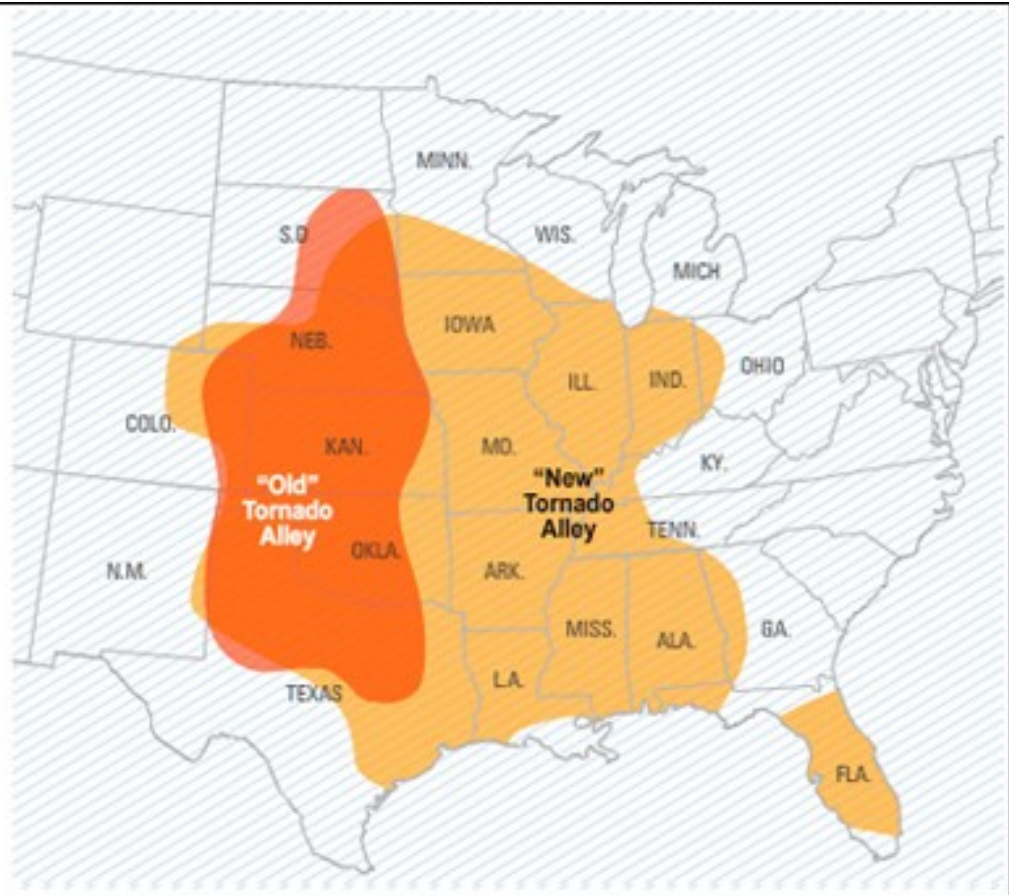 MINN.
S.D
WIS.
MICH
NEB.
IOWA
OHIO
ILL.
IND.
COLO.
KAN.
MO.
KY.
"Old"
Tornado
Alley
"New"
Tornado
Alley
TENN.
OKLA.
N.M.
ARK.
MISS.
ALA.
GA.
TEXAS
L.A.
FLA.